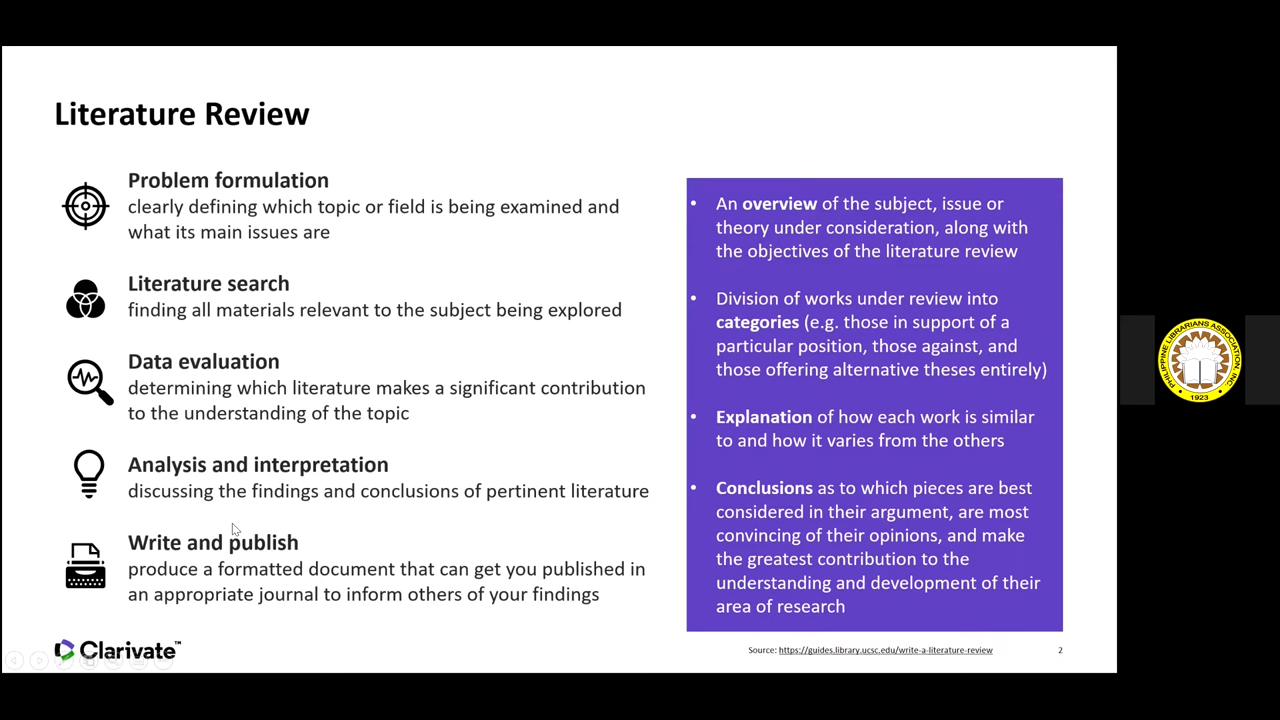 Literature Review
Problem formulation
clearly defining which topic or field is being examined and
what its main issues are
Literature search
finding all materials relevant to the subject being explored
Data evaluation
determining which literature makes a significant contribution
to the understanding of the topic
Analysis and interpretation
discussing the findings and conclusions of pertinent literature
Write and publish
produce a formatted document that can get you published in
an appropriate journal to inform others of your findings
• An overview of the subject, issue or
theory under consideration, along with
the objectives of the literature review
• Division of works under review into
categories (e.g. those in support of a
particular position, those against, and
those offering alternative theses entirely)
• Explanation of how each work is similar
to and how it varies from the others
• Conclusions as to which pieces are best
considered in their argument, are most
convincing of their opinions, and make
the greatest contribution to the
understanding and development of their
area of research
Clarivate™
Source: https://guides.library.ucsc.edu/write-a-literature-review
2
PHILIPPINE LIBRARIANS ASSOCIATION, INC.
• 1923 •